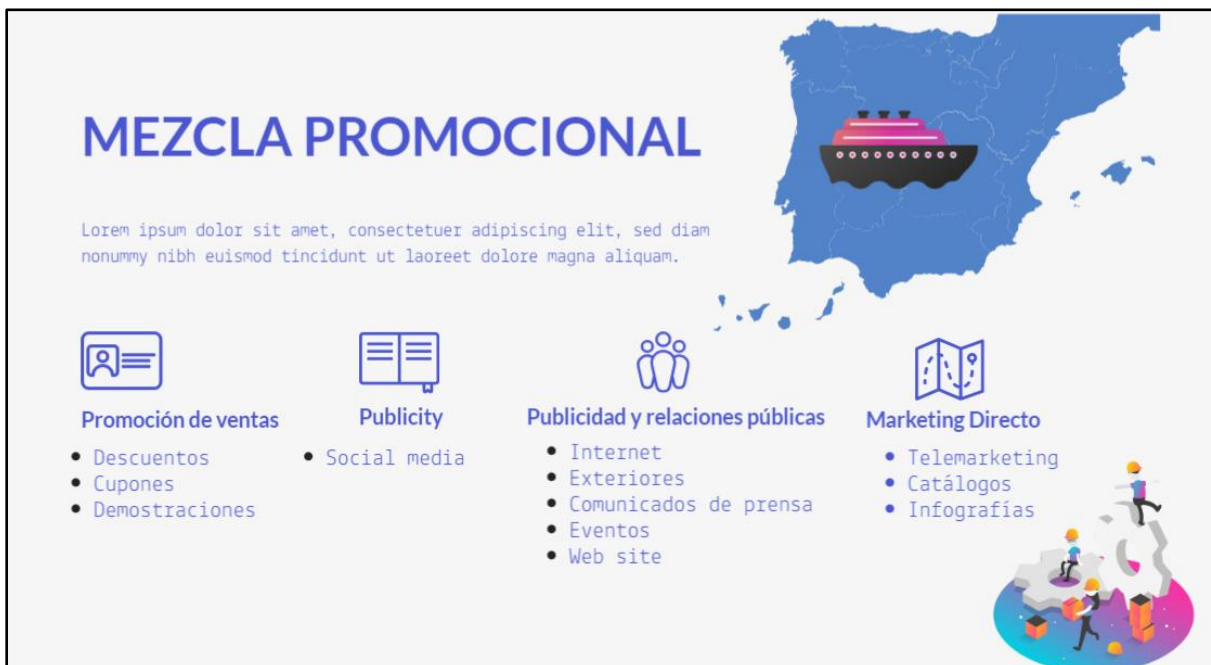 MEZCLA PROMOCIONAL
Lorem ipsum dolor sit amet, consectetuer adipiscing elit, sed diam
nonummy nibh euismod tincidunt ut laoreet dolore magna aliquam.
Promoción de ventas
Descuentos
Cupones
Demostraciones
Publicity
Social media
Publicidad y relaciones públicas
Internet
Exteriores
Comunicados de prensa
Eventos
Web site
Marketing Directo
Telemarketing
Catálogos
Infografías